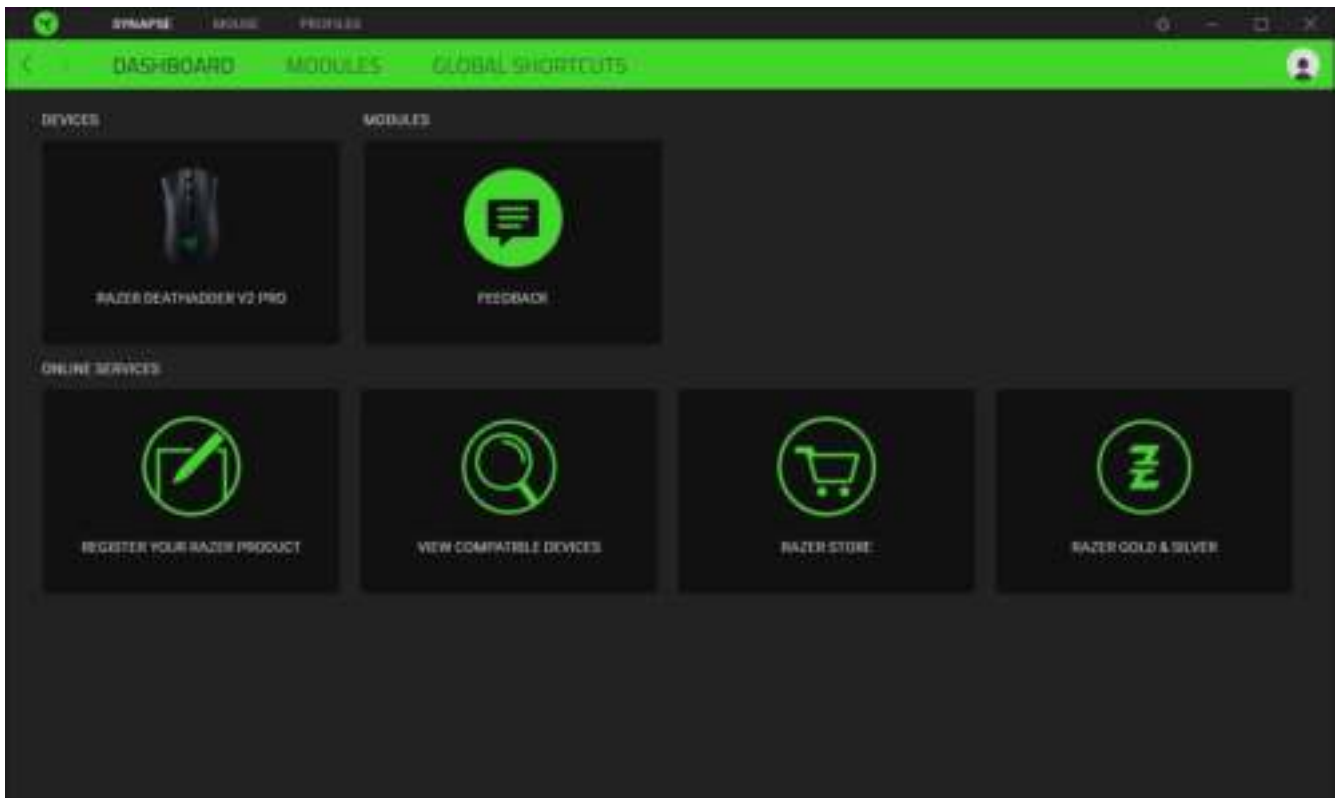 SYNAPSE MOUSE PROFILES
DASHBOARD MODULES GLOBAL SHORTCUTS
DEVICES MODULES
RAZER DEATHADDER V2 PRO FEEDBACK
ONLINE SERVICES
REGISTER YOUR RAZER PRODUCT VIEW COMPATIBLE DEVICES RAZER STORE RAZER GOLD & SILVER